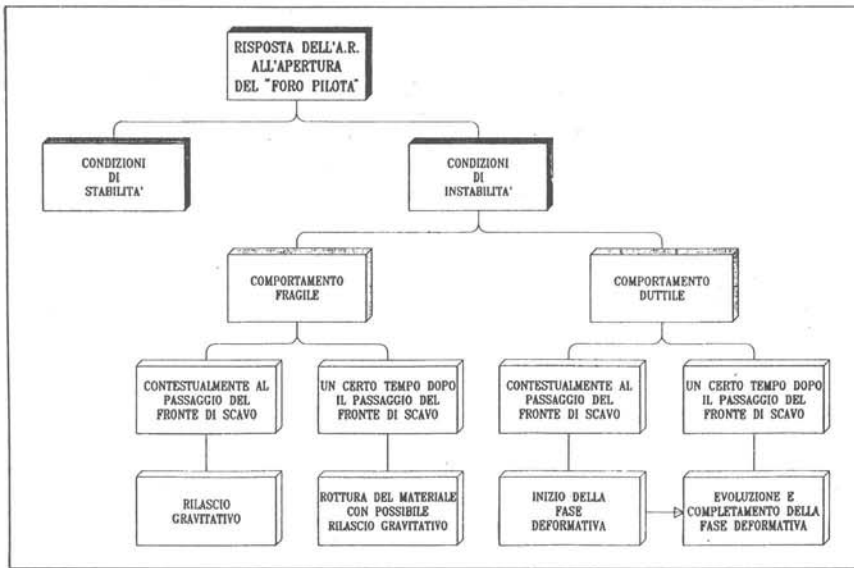 RISPOSTA DELL'A.R.
ALL'APERTURA
DEL "FORO PILOTA"
CONDIZIONI
DI
STABILITA'
CONDIZIONI
DI
INSTABILITA'
COMPORTAMENTO
FRAGILE
COMPORTAMENTO
DUTTILE
CONTESTUALMENTE AL
PASSAGGIO DEL
FRONTE DI SCAVO
UN CERTO TEMPO DOPO
IL PASSAGGIO DEL
FRONTE DI SCAVO
CONTESTUALMENTE AL
PASSAGGIO DEL
FRONTE DI SCAVO
UN CERTO TEMPO DOPO
IL PASSAGGIO DEL
FRONTE DI SCAVO
RILASCIO
GRAVITATIVO
ROTTURA DEL MATERIALE
CON POSSIBILE
RILASCIO GRAVITATIVO
INIZIO DELLA
FASE
DEFORMATIVA
EVOLUZIONE E
COMPLETAMENTO DELLA
FASE DEFORMATIVA